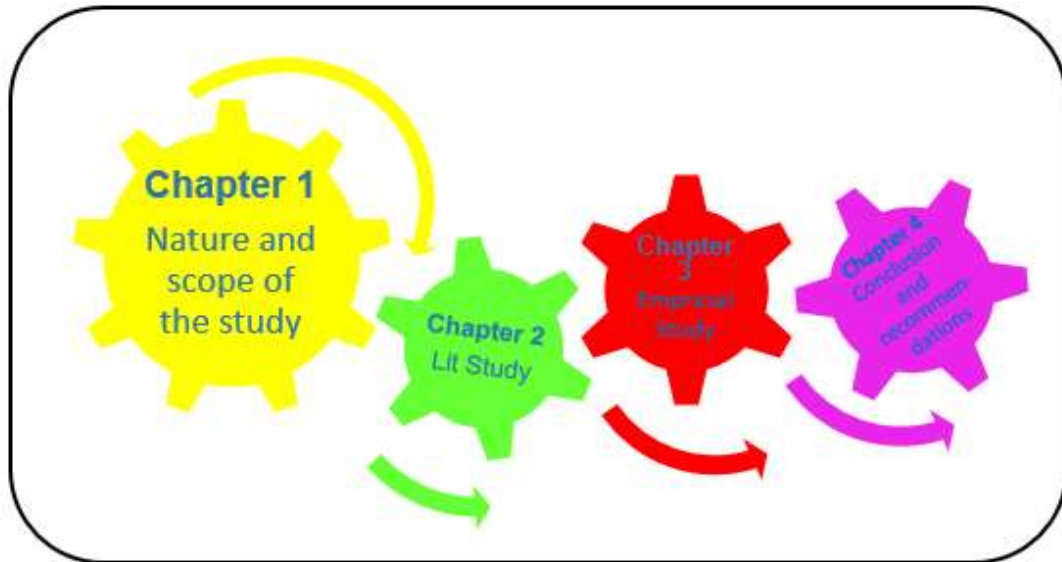 Chapter 1
Nature and
scope of
the study
Chapter 2
Lit Study
Chapter
3
Empirical
study
Chapter 4
Conclusion
and
recommen-
dations